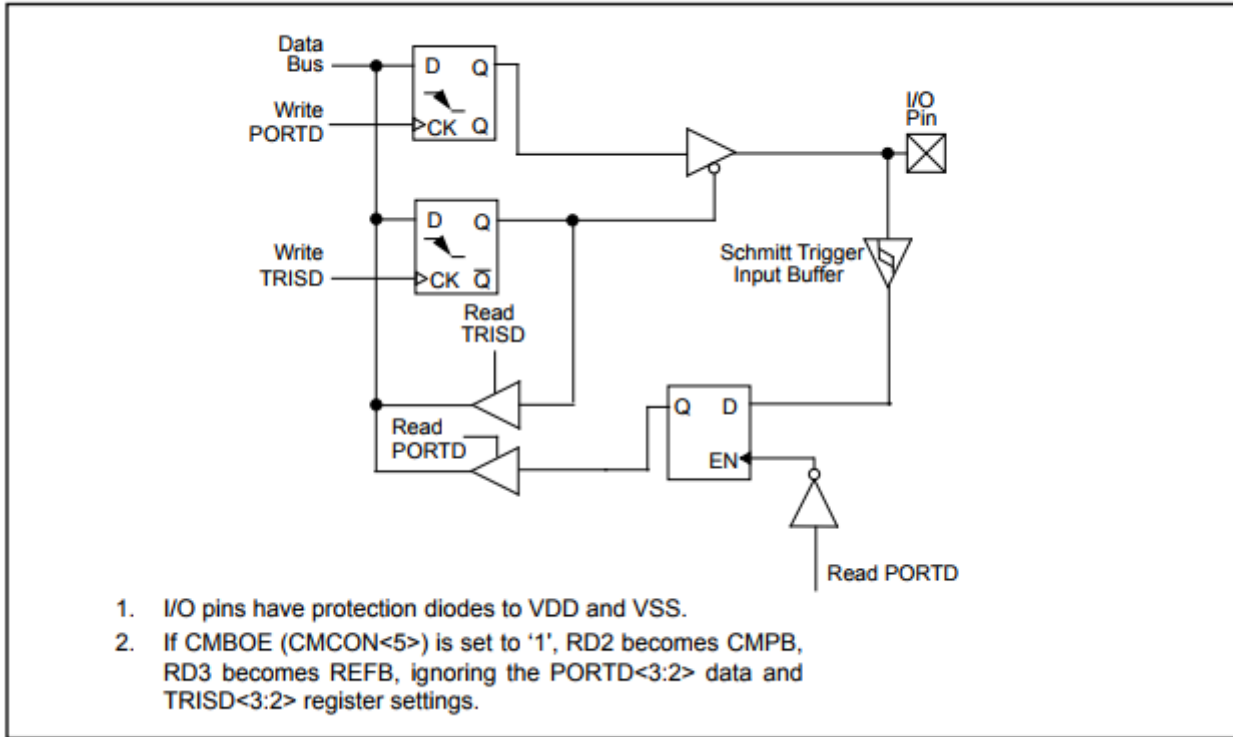 Data
Bus
D Q
Write
PORTD
CK Q
I/O
Pin
D Q
Write
TRISD
CK Q̅
Schmitt Trigger
Input Buffer
Read
TRISD
Read
PORTD
Q D
EN
Read PORTD
1. I/O pins have protection diodes to VDD and VSS.
2. If CMBOE (CMCON<5>) is set to ‘1’, RD2 becomes CMPB,
RD3 becomes REFB, ignoring the PORTD<3:2> data and
TRISD<3:2> register settings.